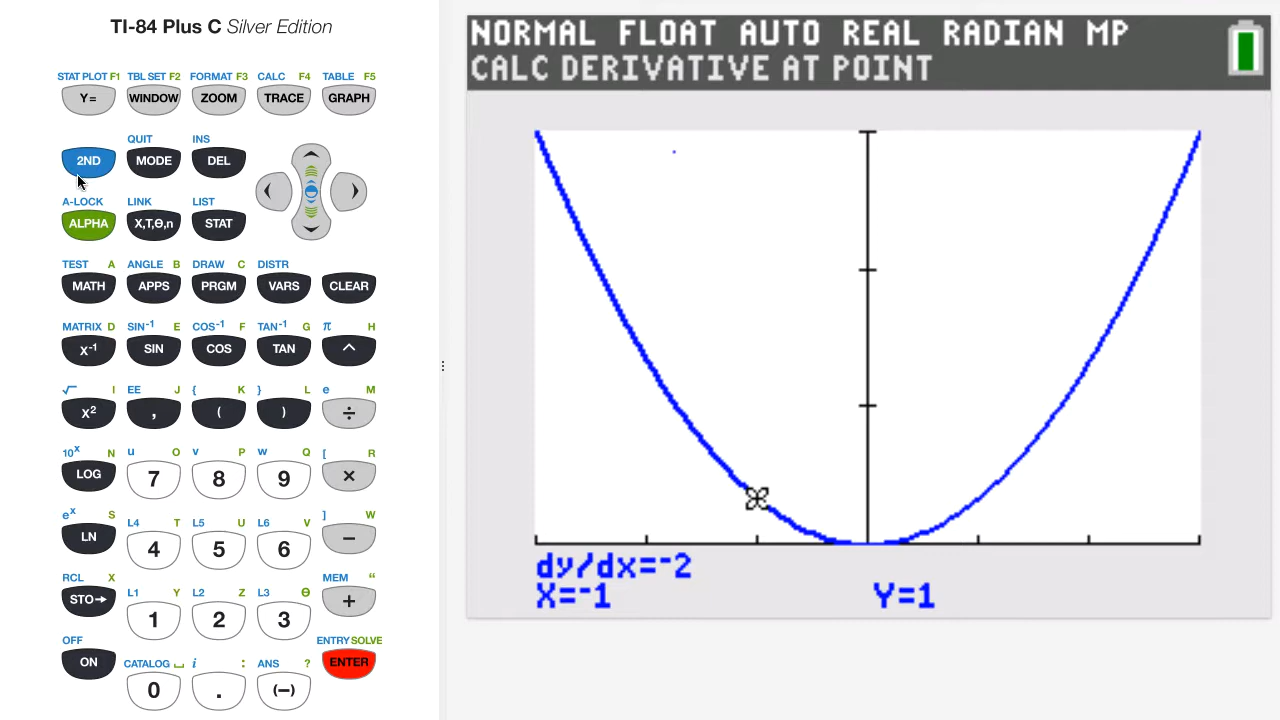 TI-84 Plus C Silver Edition
STAT PLOT F1 TBL SET F2 FORMAT F3 CALC F4 TABLE F5
Y= WINDOW ZOOM TRACE GRAPH
QUIT INS
2ND MODE DEL
A-LOCK LINK LIST
ALPHA X,T,Θ,n STAT
TEST A ANGLE B DRAW C DISTR
MATH APPS PRGM VARS CLEAR
MATRIX D SIN⁻¹ E COS⁻¹ F TAN⁻¹ G π H
X⁻¹ SIN COS TAN ^
√ I EE J { K } L e M
X² , ( ) ÷
10ˣ N u O v P w Q [ R
LOG 7 8 9 ×
eˣ S L4 T L5 U L6 V ] W
LN 4 5 6 −
RCL X L1 Y L2 Z L3 Θ MEM “
STO→ 1 2 3 +
OFF CATALOG ␣ i : ANS ? ENTRY SOLVE
ON 0 . (−) ENTER
NORMAL FLOAT AUTO REAL RADIAN MP
CALC DERIVATIVE AT POINT
dy/dx=-2
X=-1 Y=1